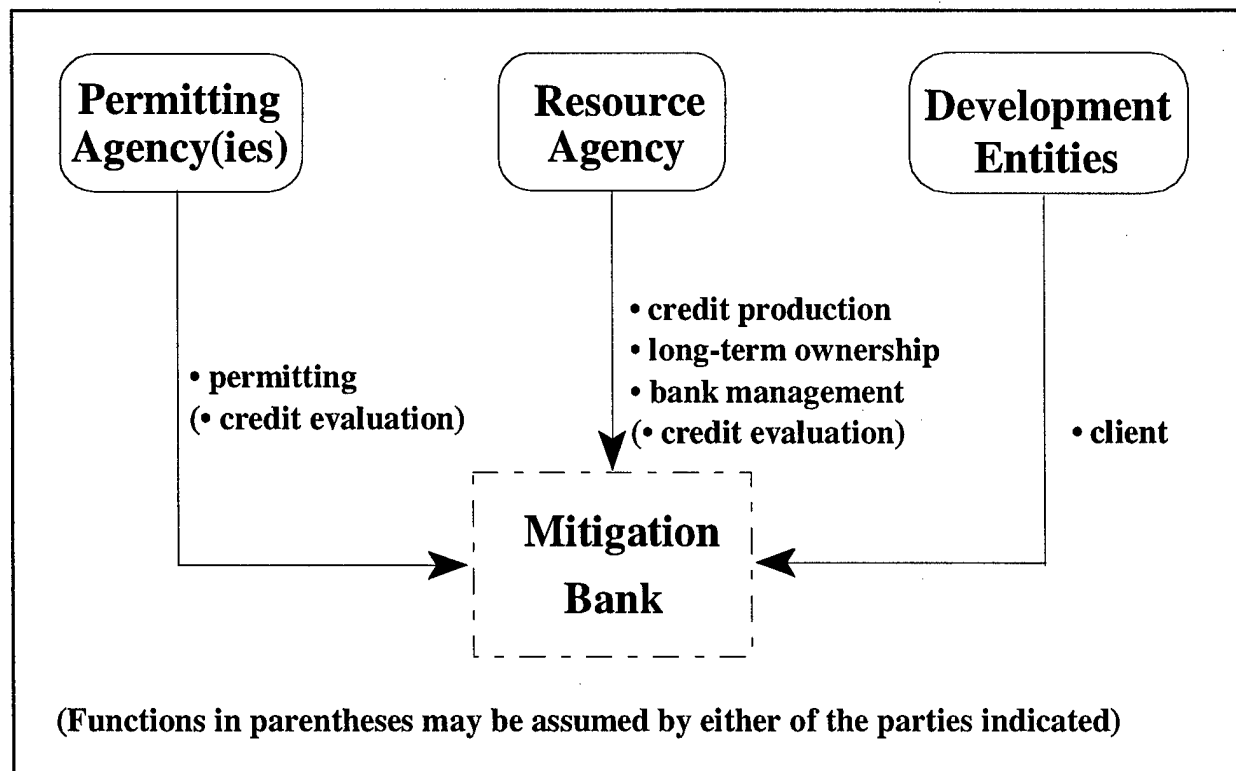 Permitting
Agency(ies)
Resource
Agency
Development
Entities
• permitting
(• credit evaluation)
• credit production
• long-term ownership
• bank management
(• credit evaluation)
• client
Mitigation
Bank
(Functions in parentheses may be assumed by either of the parties indicated)